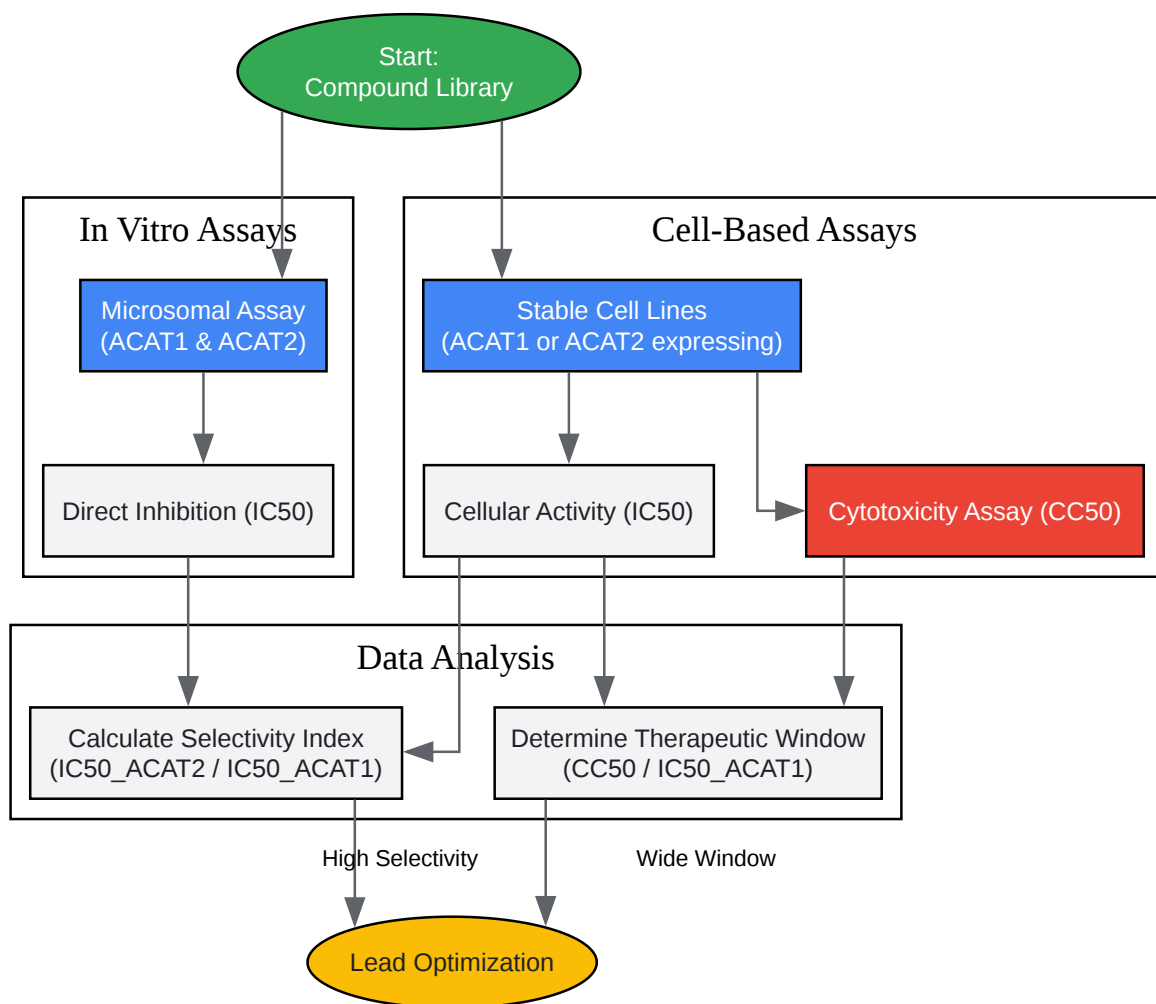 Start:
Compound Library
In Vitro Assays
Cell-Based Assays
Microsomal Assay
(ACAT1 & ACAT2)
Stable Cell Lines
(ACAT1 or ACAT2 expressing)
Direct Inhibition (IC50)
Cellular Activity (IC50)
Cytotoxicity Assay (CC50)
Data Analysis
Calculate Selectivity Index
(IC50_ACAT2 / IC50_ACAT1)
Determine Therapeutic Window
(CC50 / IC50_ACAT1)
High Selectivity
Wide Window
Lead Optimization